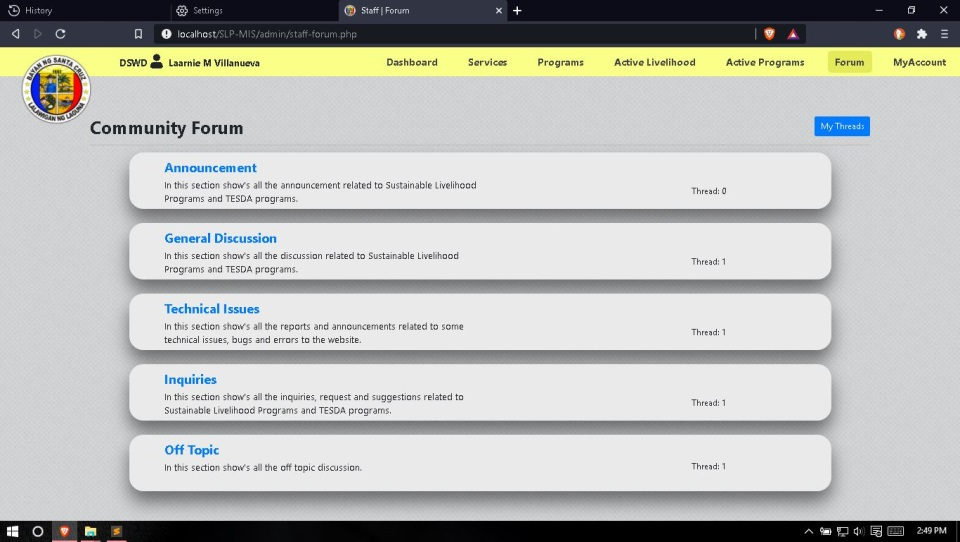 History
Settings
Staff | Forum
localhost/SLP-MIS/admin/staff-forum.php
DSWD Laarnie M Villanueva
Dashboard
Services
Programs
Active Livelihood
Active Programs
Forum
MyAccount
BAYAN NG SANTA CRUZ
LALAWIGAN NG LAGUNA
Community Forum
My Threads
Announcement
In this section show's all the announcement related to Sustainable Livelihood
Programs and TESDA programs.
Thread: 0
General Discussion
In this section show's all the discussion related to Sustainable Livelihood
Programs and TESDA programs.
Thread: 1
Technical Issues
In this section show's all the reports and announcements related to some
technical issues, bugs and errors to the website.
Thread: 1
Inquiries
In this section show's all the inquiries, request and suggestions related to
Sustainable Livelihood Programs and TESDA programs.
Thread: 1
Off Topic
In this section show's all the off topic discussion.
Thread: 1
2:49 PM